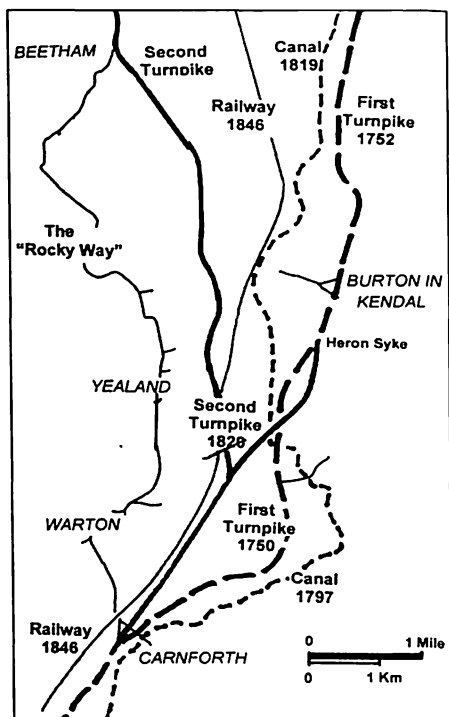 BEETHAM
Second
Turnpike
Canal
1819
Railway
1846
First
Turnpike
1752
The
"Rocky Way"
BURTON IN
KENDAL
Heron Syke
YEALAND
Second
Turnpike
1820
WARTON
First
Turnpike
1750
Canal
1797
Railway
1846
CARNFORTH
0 1 Mile
0 1 Km